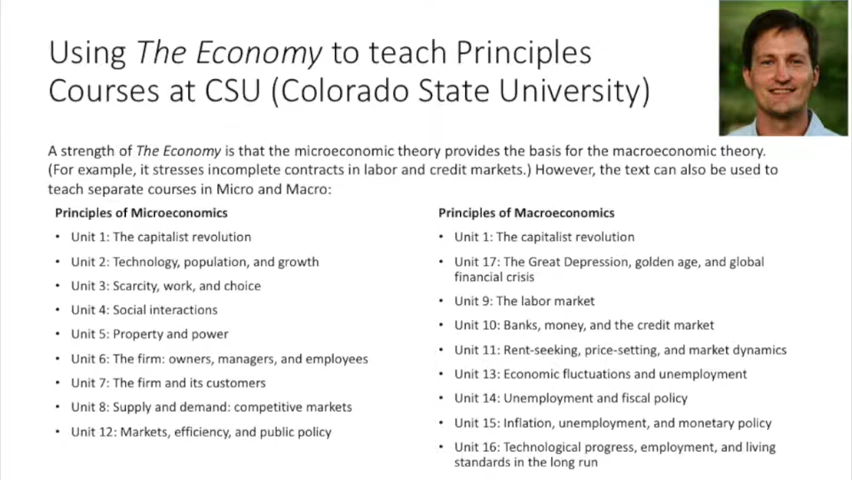 Using The Economy to teach Principles
Courses at CSU (Colorado State University)
A strength of The Economy is that the microeconomic theory provides the basis for the macroeconomic theory.
(For example, it stresses incomplete contracts in labor and credit markets.) However, the text can also be used to
teach separate courses in Micro and Macro:
Principles of Microeconomics
• Unit 1: The capitalist revolution
• Unit 2: Technology, population, and growth
• Unit 3: Scarcity, work, and choice
• Unit 4: Social interactions
• Unit 5: Property and power
• Unit 6: The firm: owners, managers, and employees
• Unit 7: The firm and its customers
• Unit 8: Supply and demand: competitive markets
• Unit 12: Markets, efficiency, and public policy
Principles of Macroeconomics
• Unit 1: The capitalist revolution
• Unit 17: The Great Depression, golden age, and global
financial crisis
• Unit 9: The labor market
• Unit 10: Banks, money, and the credit market
• Unit 11: Rent-seeking, price-setting, and market dynamics
• Unit 13: Economic fluctuations and unemployment
• Unit 14: Unemployment and fiscal policy
• Unit 15: Inflation, unemployment, and monetary policy
• Unit 16: Technological progress, employment, and living
standards in the long run